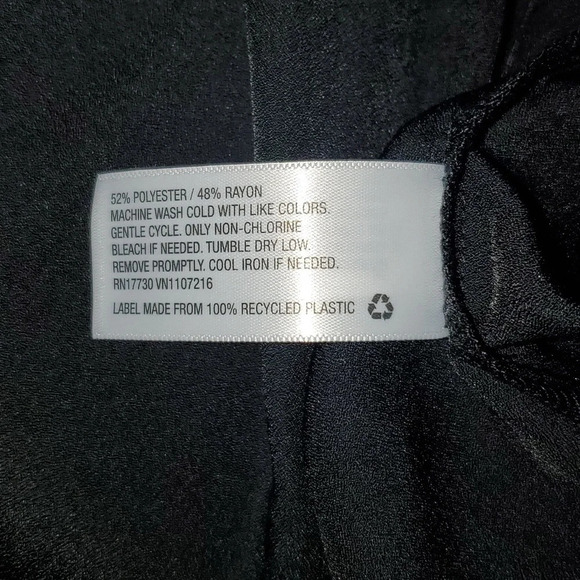 52% POLYESTER / 48% RAYON
MACHINE WASH COLD WITH LIKE COLORS.
GENTLE CYCLE. ONLY NON-CHLORINE
BLEACH IF NEEDED. TUMBLE DRY LOW.
REMOVE PROMPTLY. COOL IRON IF NEEDED.
RN17730 VN1107216
LABEL MADE FROM 100% RECYCLED PLASTIC